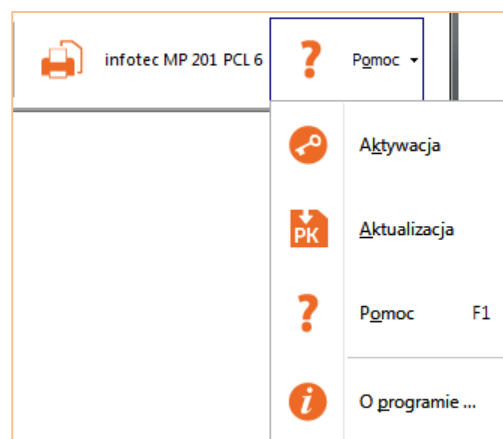 infotec MP 201 PCL 6 Pomoc
Aktywacja
PK Aktualizacja
Pomoc F1
O programie ...